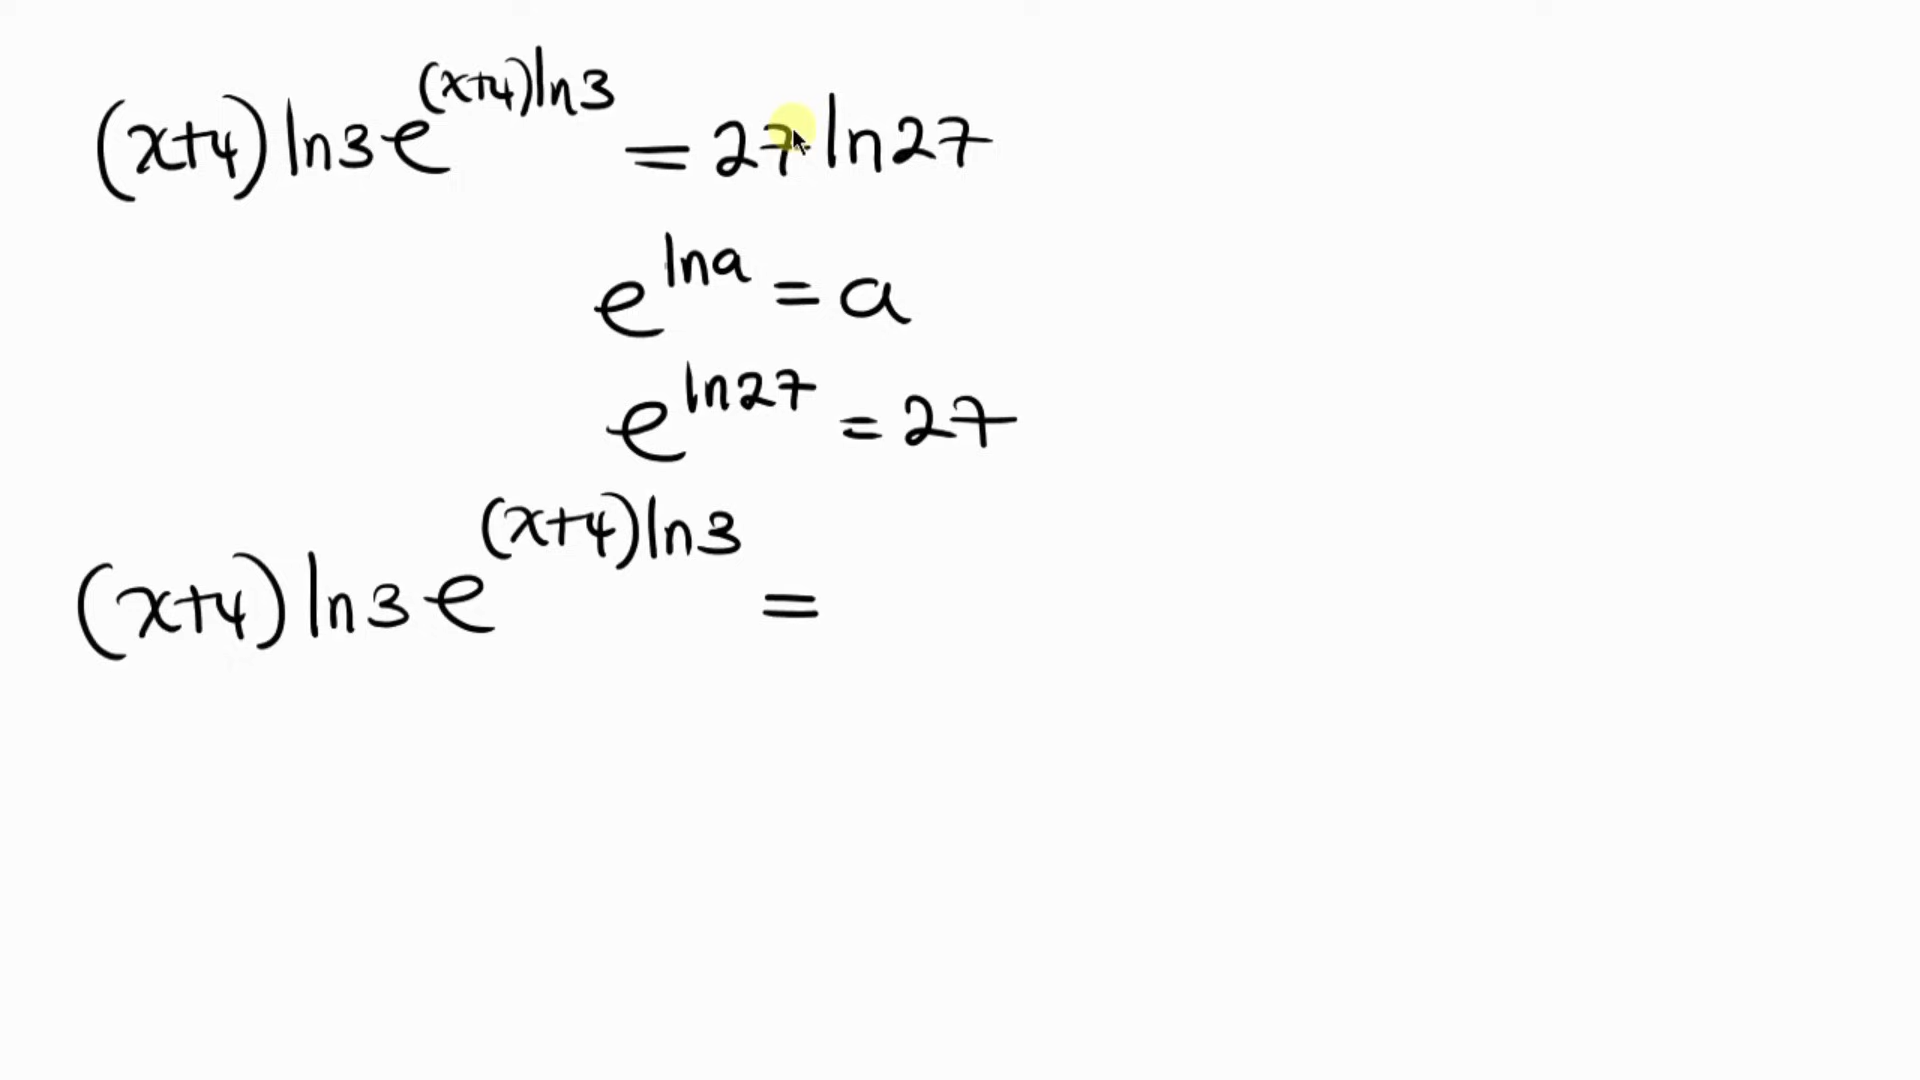 (x+4) ln3 e^(x+4)ln3 = 27 ln27
e^lna = a
e^ln27 = 27
(x+4) ln3 e^(x+4)ln3 =